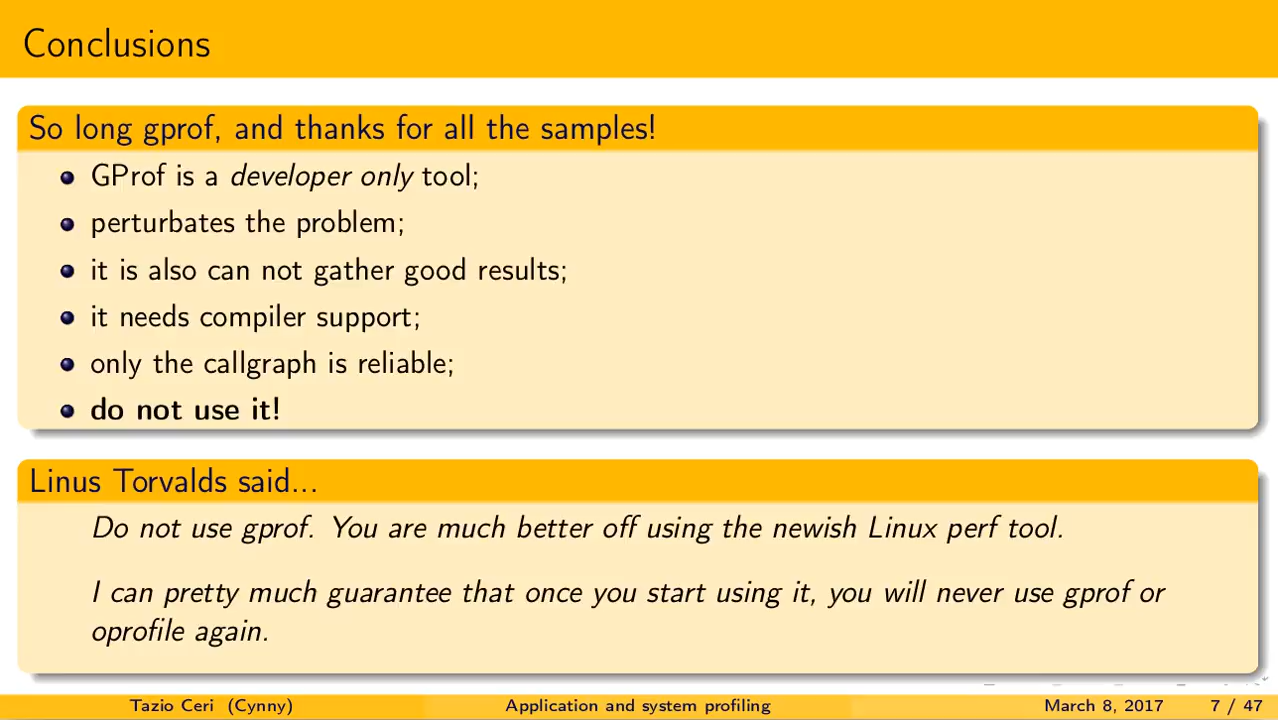 Conclusions
So long gprof, and thanks for all the samples!
GProf is a developer only tool;
perturbates the problem;
it is also can not gather good results;
it needs compiler support;
only the callgraph is reliable;
do not use it!
Linus Torvalds said...
Do not use gprof. You are much better off using the newish Linux perf tool.
I can pretty much guarantee that once you start using it, you will never use gprof or
oprofile again.
Tazio Ceri (Cynny) Application and system profiling March 8, 2017 7 / 47